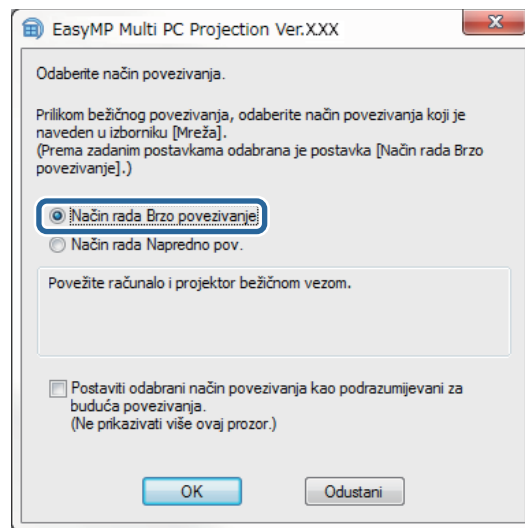 EasyMP Multi PC Projection Ver.XXX
Odaberite način povezivanja.
Prilikom bežičnog povezivanja, odaberite način povezivanja koji je
naveden u izborniku [Mreža].
(Prema zadanim postavkama odabrana je postavka [Način rada Brzo
povezivanje].)
Način rada Brzo povezivanje
Način rada Napredno pov.
Povežite računalo i projektor bežičnom vezom.
Postaviti odabrani način povezivanja kao podrazumijevani za
buduća povezivanja.
(Ne prikazivati više ovaj prozor.)
OK
Odustani